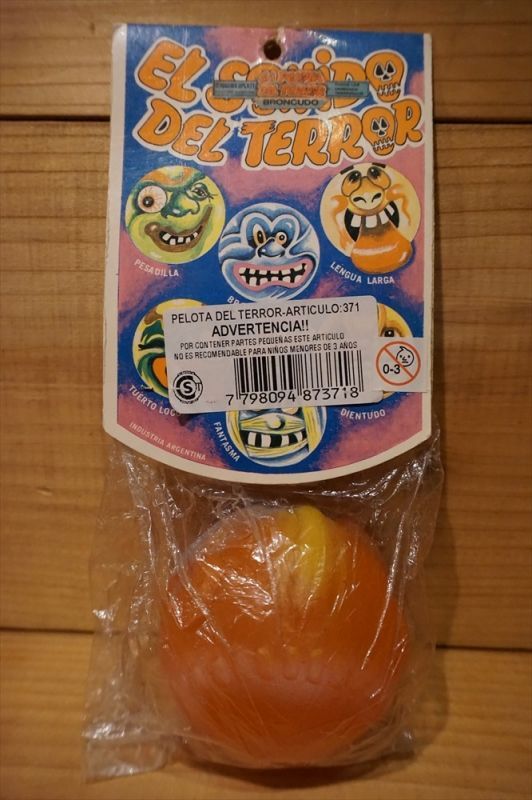 EL SONIDO
DEL TERROR
BRONCUDO
PESADILLA
LENGUA LARGA
PELOTA DEL TERROR-ARTICULO:371
ADVERTENCIA!!
POR CONTENER PARTES PEQUEÑAS ESTE ARTICULO
NO ES RECOMENDABLE PARA NIÑOS MENORES DE 3 AÑOS
S
0-3
7 798094 873718
TUERTO LOCO
DIENTUDO
FANTASMA
INDUSTRIA ARGENTINA